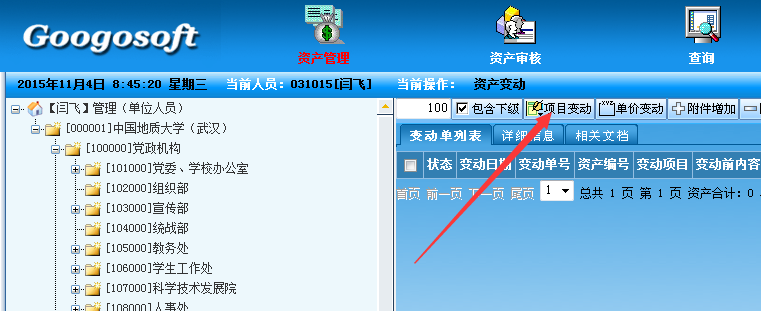 Googosoft
资产管理 资产审核 查询
2015年11月4日 8:45:20 星期三 当前人员：031015[闫飞] 当前操作： 资产变动
【闫飞】管理（单位人员）
[000001]中国地质大学（武汉）
[100000]党政机构
[101000]党委、学校办公室
[102000]组织部
[103000]宣传部
[104000]统战部
[105000]教务处
[106000]学生工作处
[107000]科学技术发展院
[108000]人事处
100 包含下级 项目变动 单价变动 附件增加
变动单列表 详细信息 相关文档
状态 变动日期 变动单号 资产编号 变动项目 变动前内容
首页 前一页 下一页 尾页 1 总共 1 页 第 1 页 资产合计：0